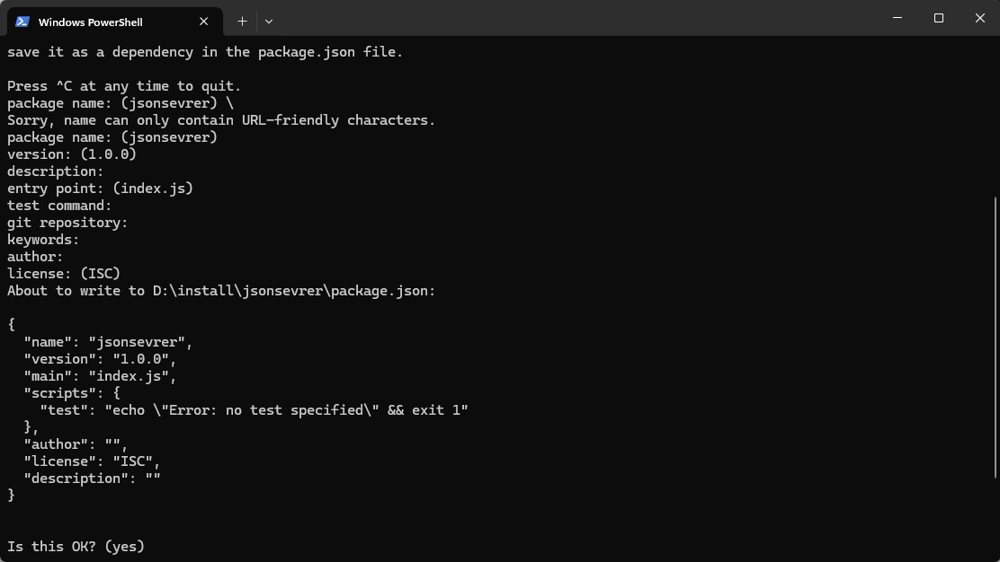 Windows PowerShell
save it as a dependency in the package.json file.
Press ^C at any time to quit.
package name: (jsonsevrer) \
Sorry, name can only contain URL-friendly characters.
package name: (jsonsevrer)
version: (1.0.0)
description:
entry point: (index.js)
test command:
git repository:
keywords:
author:
license: (ISC)
About to write to D:\install\jsonsevrer\package.json:
{
  "name": "jsonsevrer",
  "version": "1.0.0",
  "main": "index.js",
  "scripts": {
    "test": "echo \"Error: no test specified\" && exit 1"
  },
  "author": "",
  "license": "ISC",
  "description": ""
}
Is this OK? (yes)